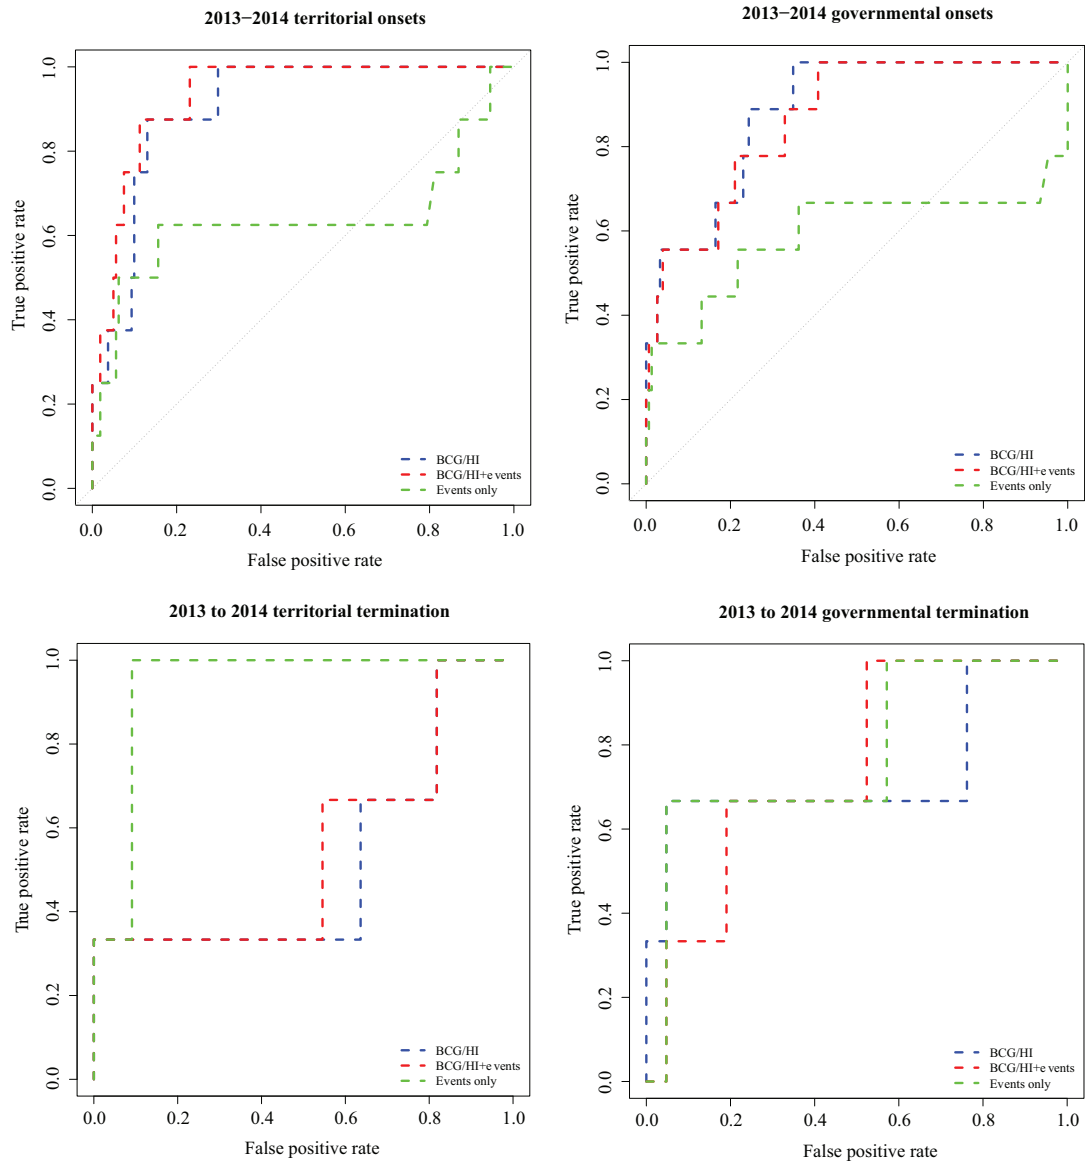 2013−2014 territorial onsets
True positive rate
1.0
0.8
0.6
0.4
0.2
0.0
BCG/HI
BCG/HI+e vents
Events only
0.0 0.2 0.4 0.6 0.8 1.0
False positive rate
2013−2014 governmental onsets
True positive rate
1.0
0.8
0.6
0.4
0.2
0.0
BCG/HI
BCG/HI+e vents
Events only
0.0 0.2 0.4 0.6 0.8 1.0
False positive rate
2013 to 2014 territorial termination
True positive rate
1.0
0.8
0.6
0.4
0.2
0.0
BCG/HI
BCG/HI+e vents
Events only
0.0 0.2 0.4 0.6 0.8 1.0
False positive rate
2013 to 2014 governmental termination
True positive rate
1.0
0.8
0.6
0.4
0.2
0.0
BCG/HI
BCG/HI+e vents
Events only
0.0 0.2 0.4 0.6 0.8 1.0
False positive rate